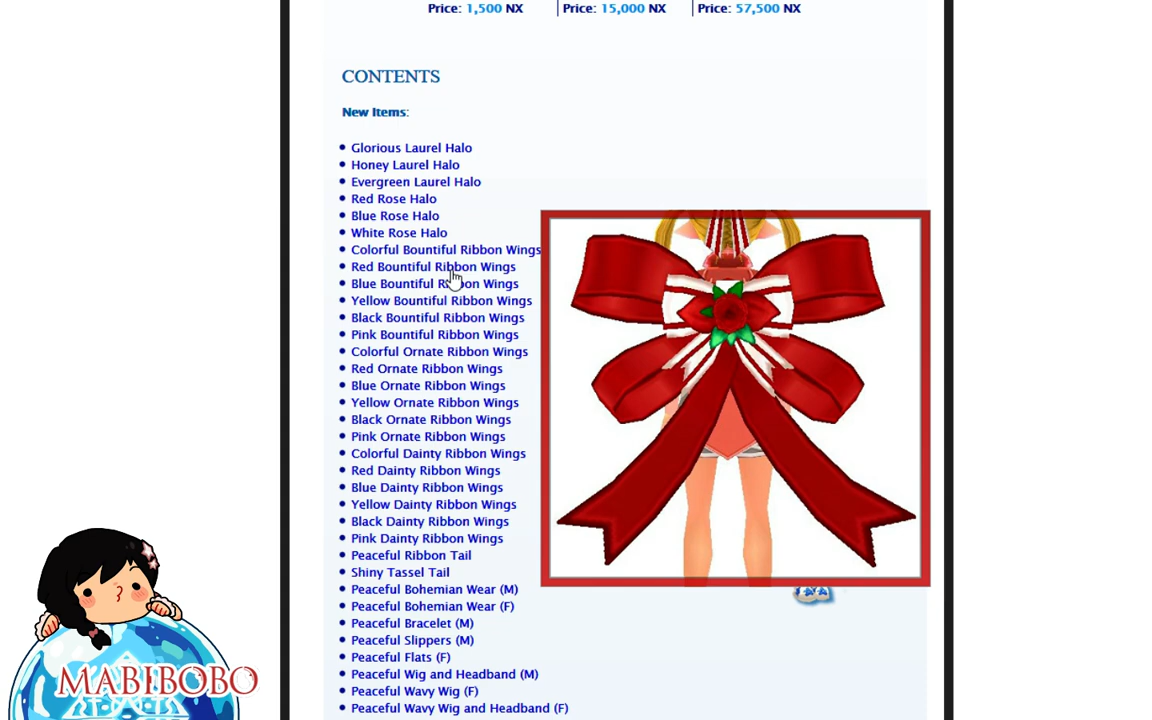 Price: 1,500 NX Price: 15,000 NX Price: 57,500 NX
CONTENTS
New Items:
Glorious Laurel Halo
Honey Laurel Halo
Evergreen Laurel Halo
Red Rose Halo
Blue Rose Halo
White Rose Halo
Colorful Bountiful Ribbon Wings
Red Bountiful Ribbon Wings
Blue Bountiful Ribbon Wings
Yellow Bountiful Ribbon Wings
Black Bountiful Ribbon Wings
Pink Bountiful Ribbon Wings
Colorful Ornate Ribbon Wings
Red Ornate Ribbon Wings
Blue Ornate Ribbon Wings
Yellow Ornate Ribbon Wings
Black Ornate Ribbon Wings
Pink Ornate Ribbon Wings
Colorful Dainty Ribbon Wings
Red Dainty Ribbon Wings
Blue Dainty Ribbon Wings
Yellow Dainty Ribbon Wings
Black Dainty Ribbon Wings
Pink Dainty Ribbon Wings
Peaceful Ribbon Tail
Shiny Tassel Tail
Peaceful Bohemian Wear (M)
Peaceful Bohemian Wear (F)
Peaceful Bracelet (M)
Peaceful Slippers (M)
Peaceful Flats (F)
Peaceful Wig and Headband (M)
Peaceful Wavy Wig (F)
Peaceful Wavy Wig and Headband (F)
MABIBOBO